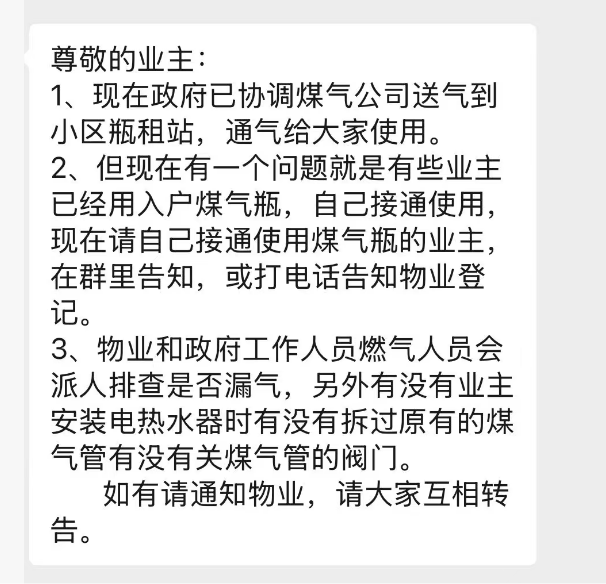 尊敬的业主：
1、现在政府已协调煤气公司送气到
小区瓶租站，通气给大家使用。
2、但现在有一个问题就是有些业主
已经用入户煤气瓶，自己接通使用，
现在请自己接通使用煤气瓶的业主，
在群里告知，或打电话告知物业登
记。
3、物业和政府工作人员燃气人员会
派人排查是否漏气，另外有没有业主
安装电热水器时有没有拆过原有的煤
气管有没有关煤气管的阀门。
如有请通知物业，请大家互相转
告。